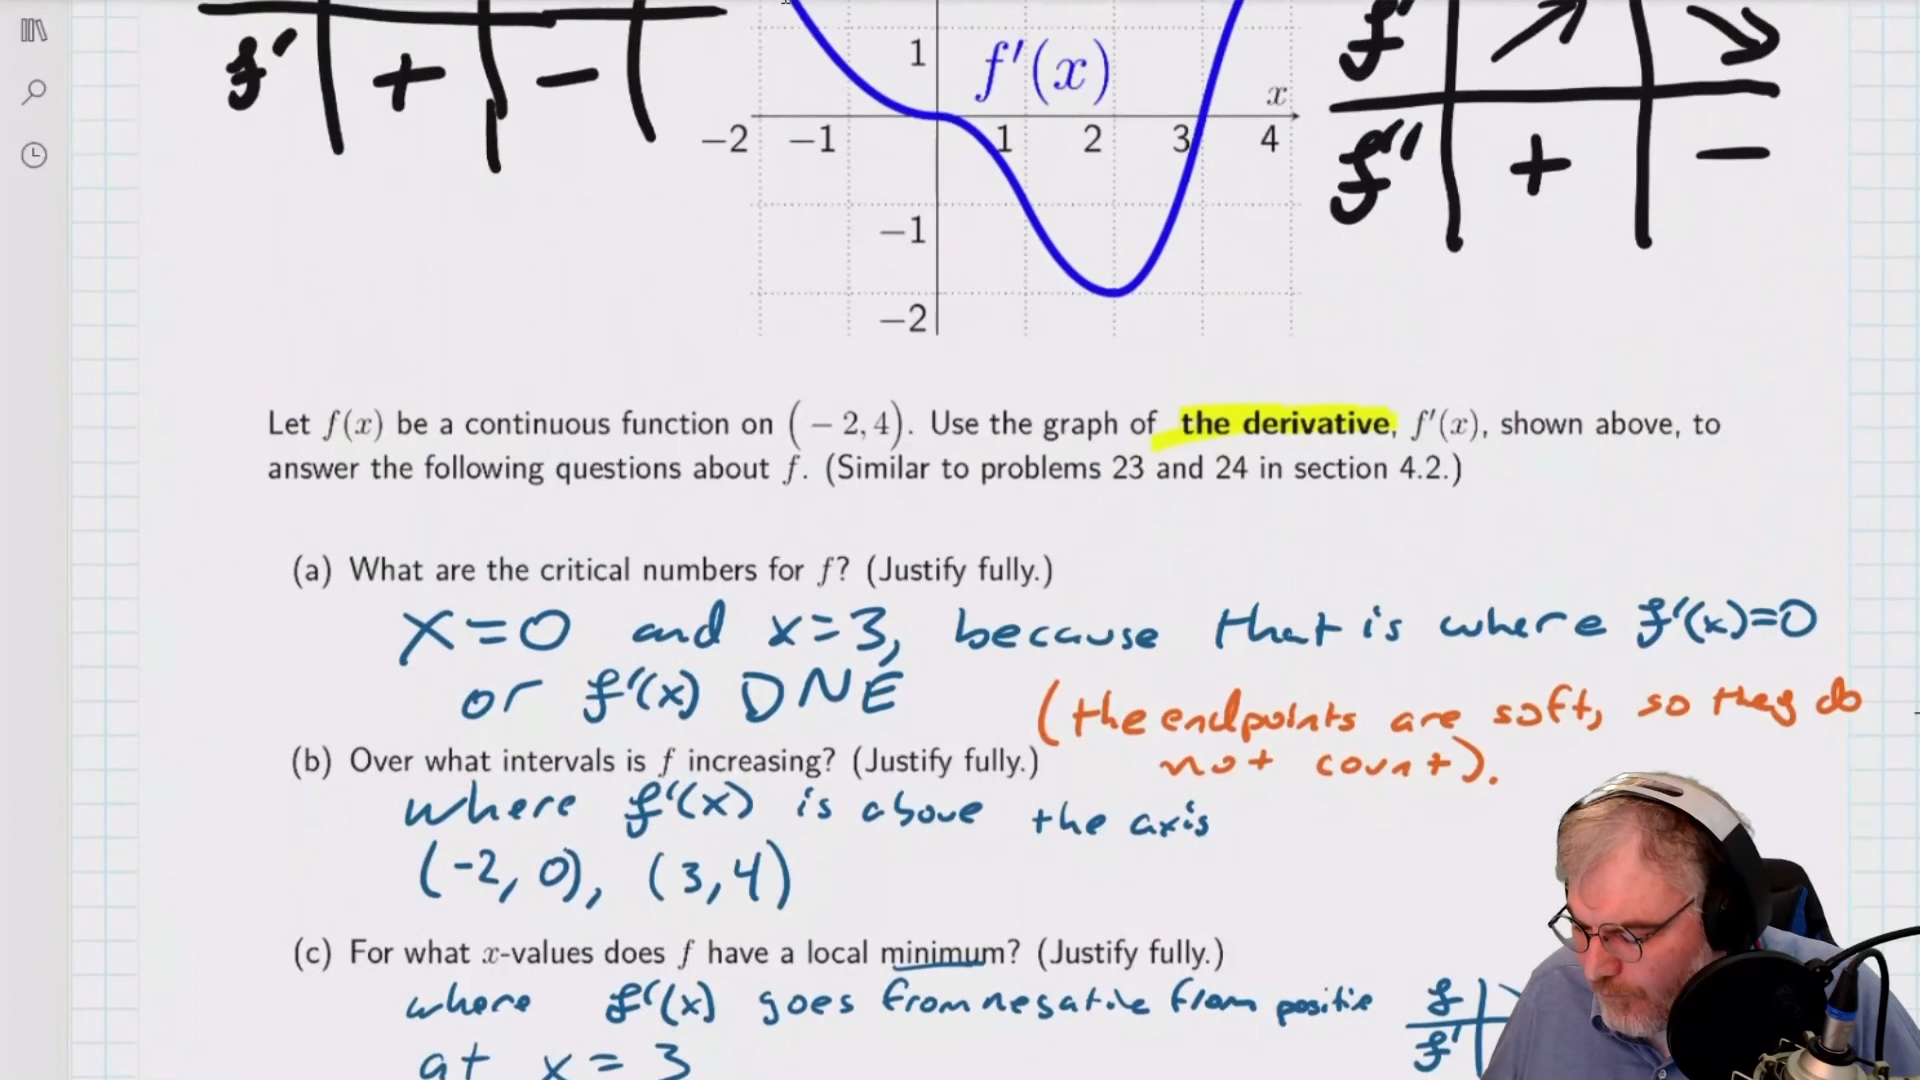 f' + -
1
f'(x)
x
-2 -1 1 2 3 4
-1
-2
f' ↗ ↘
f'' + -
Let f(x) be a continuous function on (-2, 4). Use the graph of the derivative, f'(x), shown above, to
answer the following questions about f. (Similar to problems 23 and 24 in section 4.2.)
(a) What are the critical numbers for f? (Justify fully.)
x=0 and x=3, because that is where f'(x)=0
or f'(x) DNE
(the endpoints are soft, so they do
not count).
(b) Over what intervals is f increasing? (Justify fully.)
where f'(x) is above the axis
(-2, 0), (3,4)
(c) For what x-values does f have a local minimum? (Justify fully.)
where f'(x) goes from negative from positive
at x = 3
f
f'